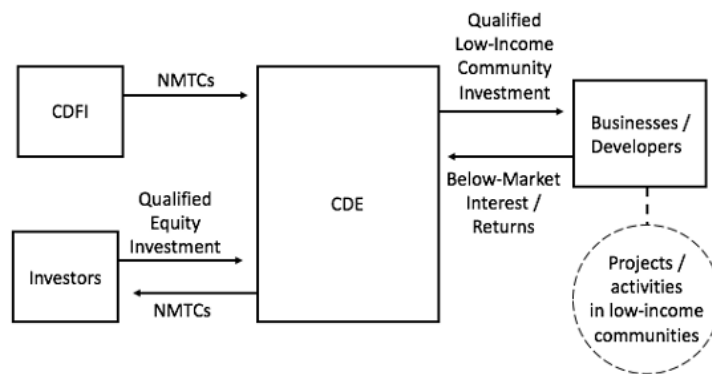 NMTCs
CDFI
Qualified
Low-Income
Community
Investment
Businesses /
Developers
Below-Market
Interest /
Returns
CDE
Qualified
Equity
Investment
Investors
NMTCs
Projects /
activities
in low-income
communities